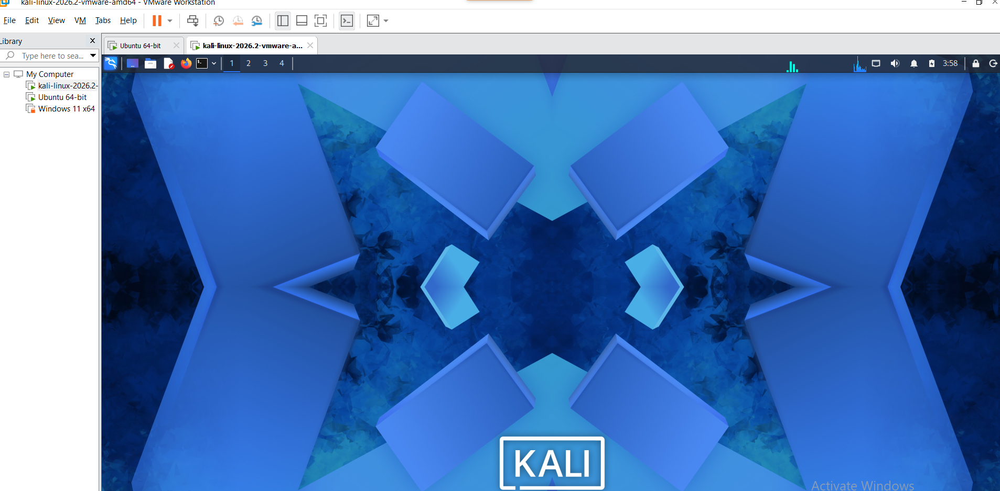 kali-linux-2026.2-vmware-amd64 - VMware Workstation
File Edit View VM Tabs Help
Library
Type here to sea...
My Computer
kali-linux-2026.2-
Ubuntu 64-bit
Windows 11 x64
Ubuntu 64-bit
kali-linux-2026.2-vmware-a...
1 2 3 4
3:58
KALI
Activate Windows